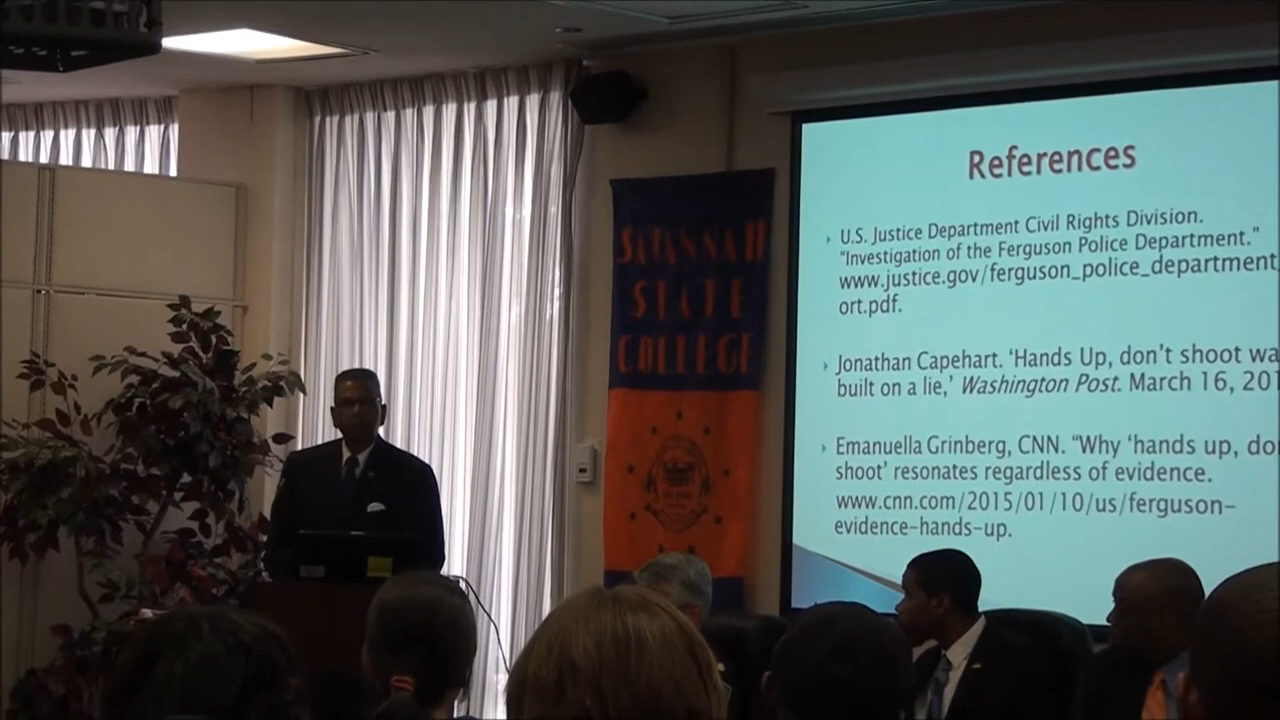 SAVANNAH
STATE
COLLEGE
References
U.S. Justice Department Civil Rights Division.
“Investigation of the Ferguson Police Department.”
www.justice.gov/ferguson_police_department_
ort.pdf.
Jonathan Capehart. ‘Hands Up, don’t shoot wa
built on a lie,’ Washington Post. March 16, 201
Emanuella Grinberg, CNN. “Why ‘hands up, do
shoot’ resonates regardless of evidence.
www.cnn.com/2015/01/10/us/ferguson-
evidence-hands-up.